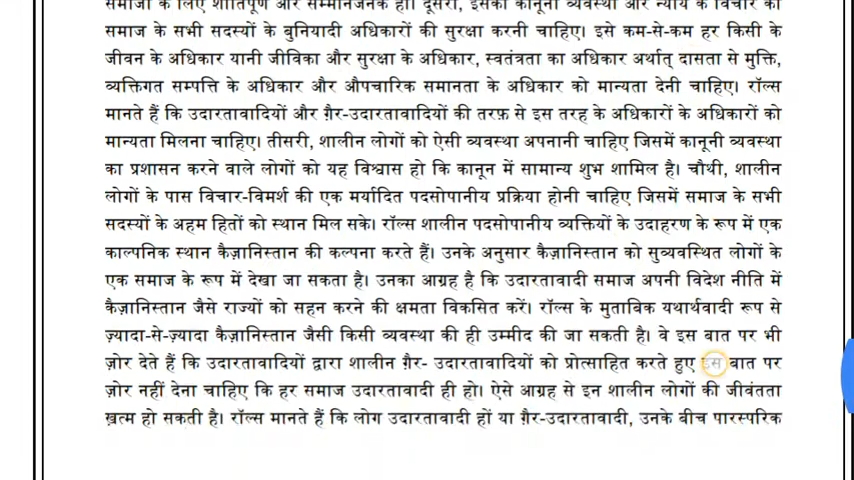 समाजों के लिए शांतिपूर्ण और सम्मानजनक हो। दूसरी, इसकी कानूनी व्यवस्था और न्याय के विचार को
समाज के सभी सदस्यों के बुनियादी अधिकारों की सुरक्षा करनी चाहिए। इसे कम-से-कम हर किसी के
जीवन के अधिकार यानी जीविका और सुरक्षा के अधिकार, स्वतंत्रता का अधिकार अर्थात् दासता से मुक्ति,
व्यक्तिगत सम्पत्ति के अधिकार और औपचारिक समानता के अधिकार को मान्यता देनी चाहिए। रॉल्स
मानते हैं कि उदारतावादियों और ग़ैर-उदारतावादियों की तरफ़ से इस तरह के अधिकारों के अधिकारों को
मान्यता मिलना चाहिए। तीसरी, शालीन लोगों को ऐसी व्यवस्था अपनानी चाहिए जिसमें कानूनी व्यवस्था
का प्रशासन करने वाले लोगों को यह विश्वास हो कि कानून में सामान्य शुभ शामिल है। चौथी, शालीन
लोगों के पास विचार-विमर्श की एक मर्यादित पदसोपानीय प्रक्रिया होनी चाहिए जिसमें समाज के सभी
सदस्यों के अहम हितों को स्थान मिल सके। रॉल्स शालीन पदसोपानीय व्यक्तियों के उदाहरण के रूप में एक
काल्पनिक स्थान कैज़ानिस्तान की कल्पना करते हैं। उनके अनुसार कैज़ानिस्तान को सुव्यवस्थित लोगों के
एक समाज के रूप में देखा जा सकता है। उनका आग्रह है कि उदारतावादी समाज अपनी विदेश नीति में
कैज़ानिस्तान जैसे राज्यों को सहन करने की क्षमता विकसित करें। रॉल्स के मुताबिक यथार्थवादी रूप से
ज़्यादा-से-ज़्यादा कैज़ानिस्तान जैसी किसी व्यवस्था की ही उम्मीद की जा सकती है। वे इस बात पर भी
ज़ोर देते हैं कि उदारतावादियों द्वारा शालीन ग़ैर- उदारतावादियों को प्रोत्साहित करते हुए इस बात पर
ज़ोर नहीं देना चाहिए कि हर समाज उदारतावादी ही हो। ऐसे आग्रह से इन शालीन लोगों की जीवंतता
ख़त्म हो सकती है। रॉल्स मानते हैं कि लोग उदारतावादी हों या ग़ैर-उदारतावादी, उनके बीच पारस्परिक